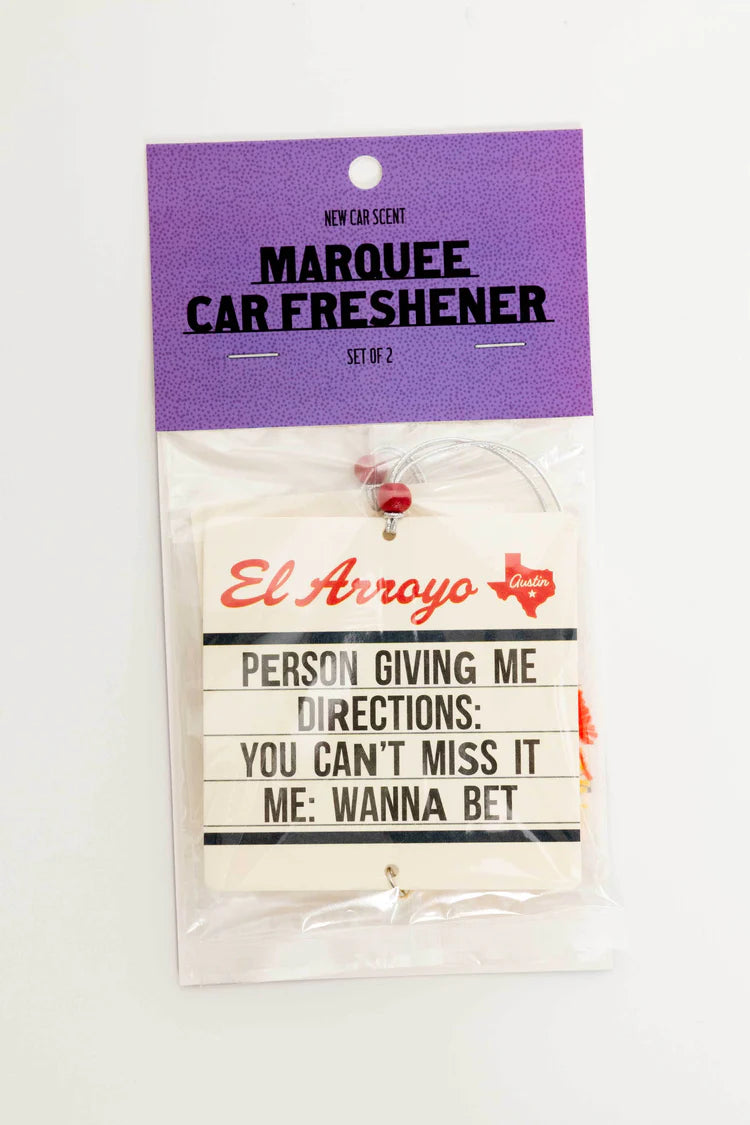 NEW CAR SCENT
MARQUEE
CAR FRESHENER
SET OF 2
El Arroyo
Austin
PERSON GIVING ME
DIRECTIONS:
YOU CAN'T MISS IT
ME: WANNA BET